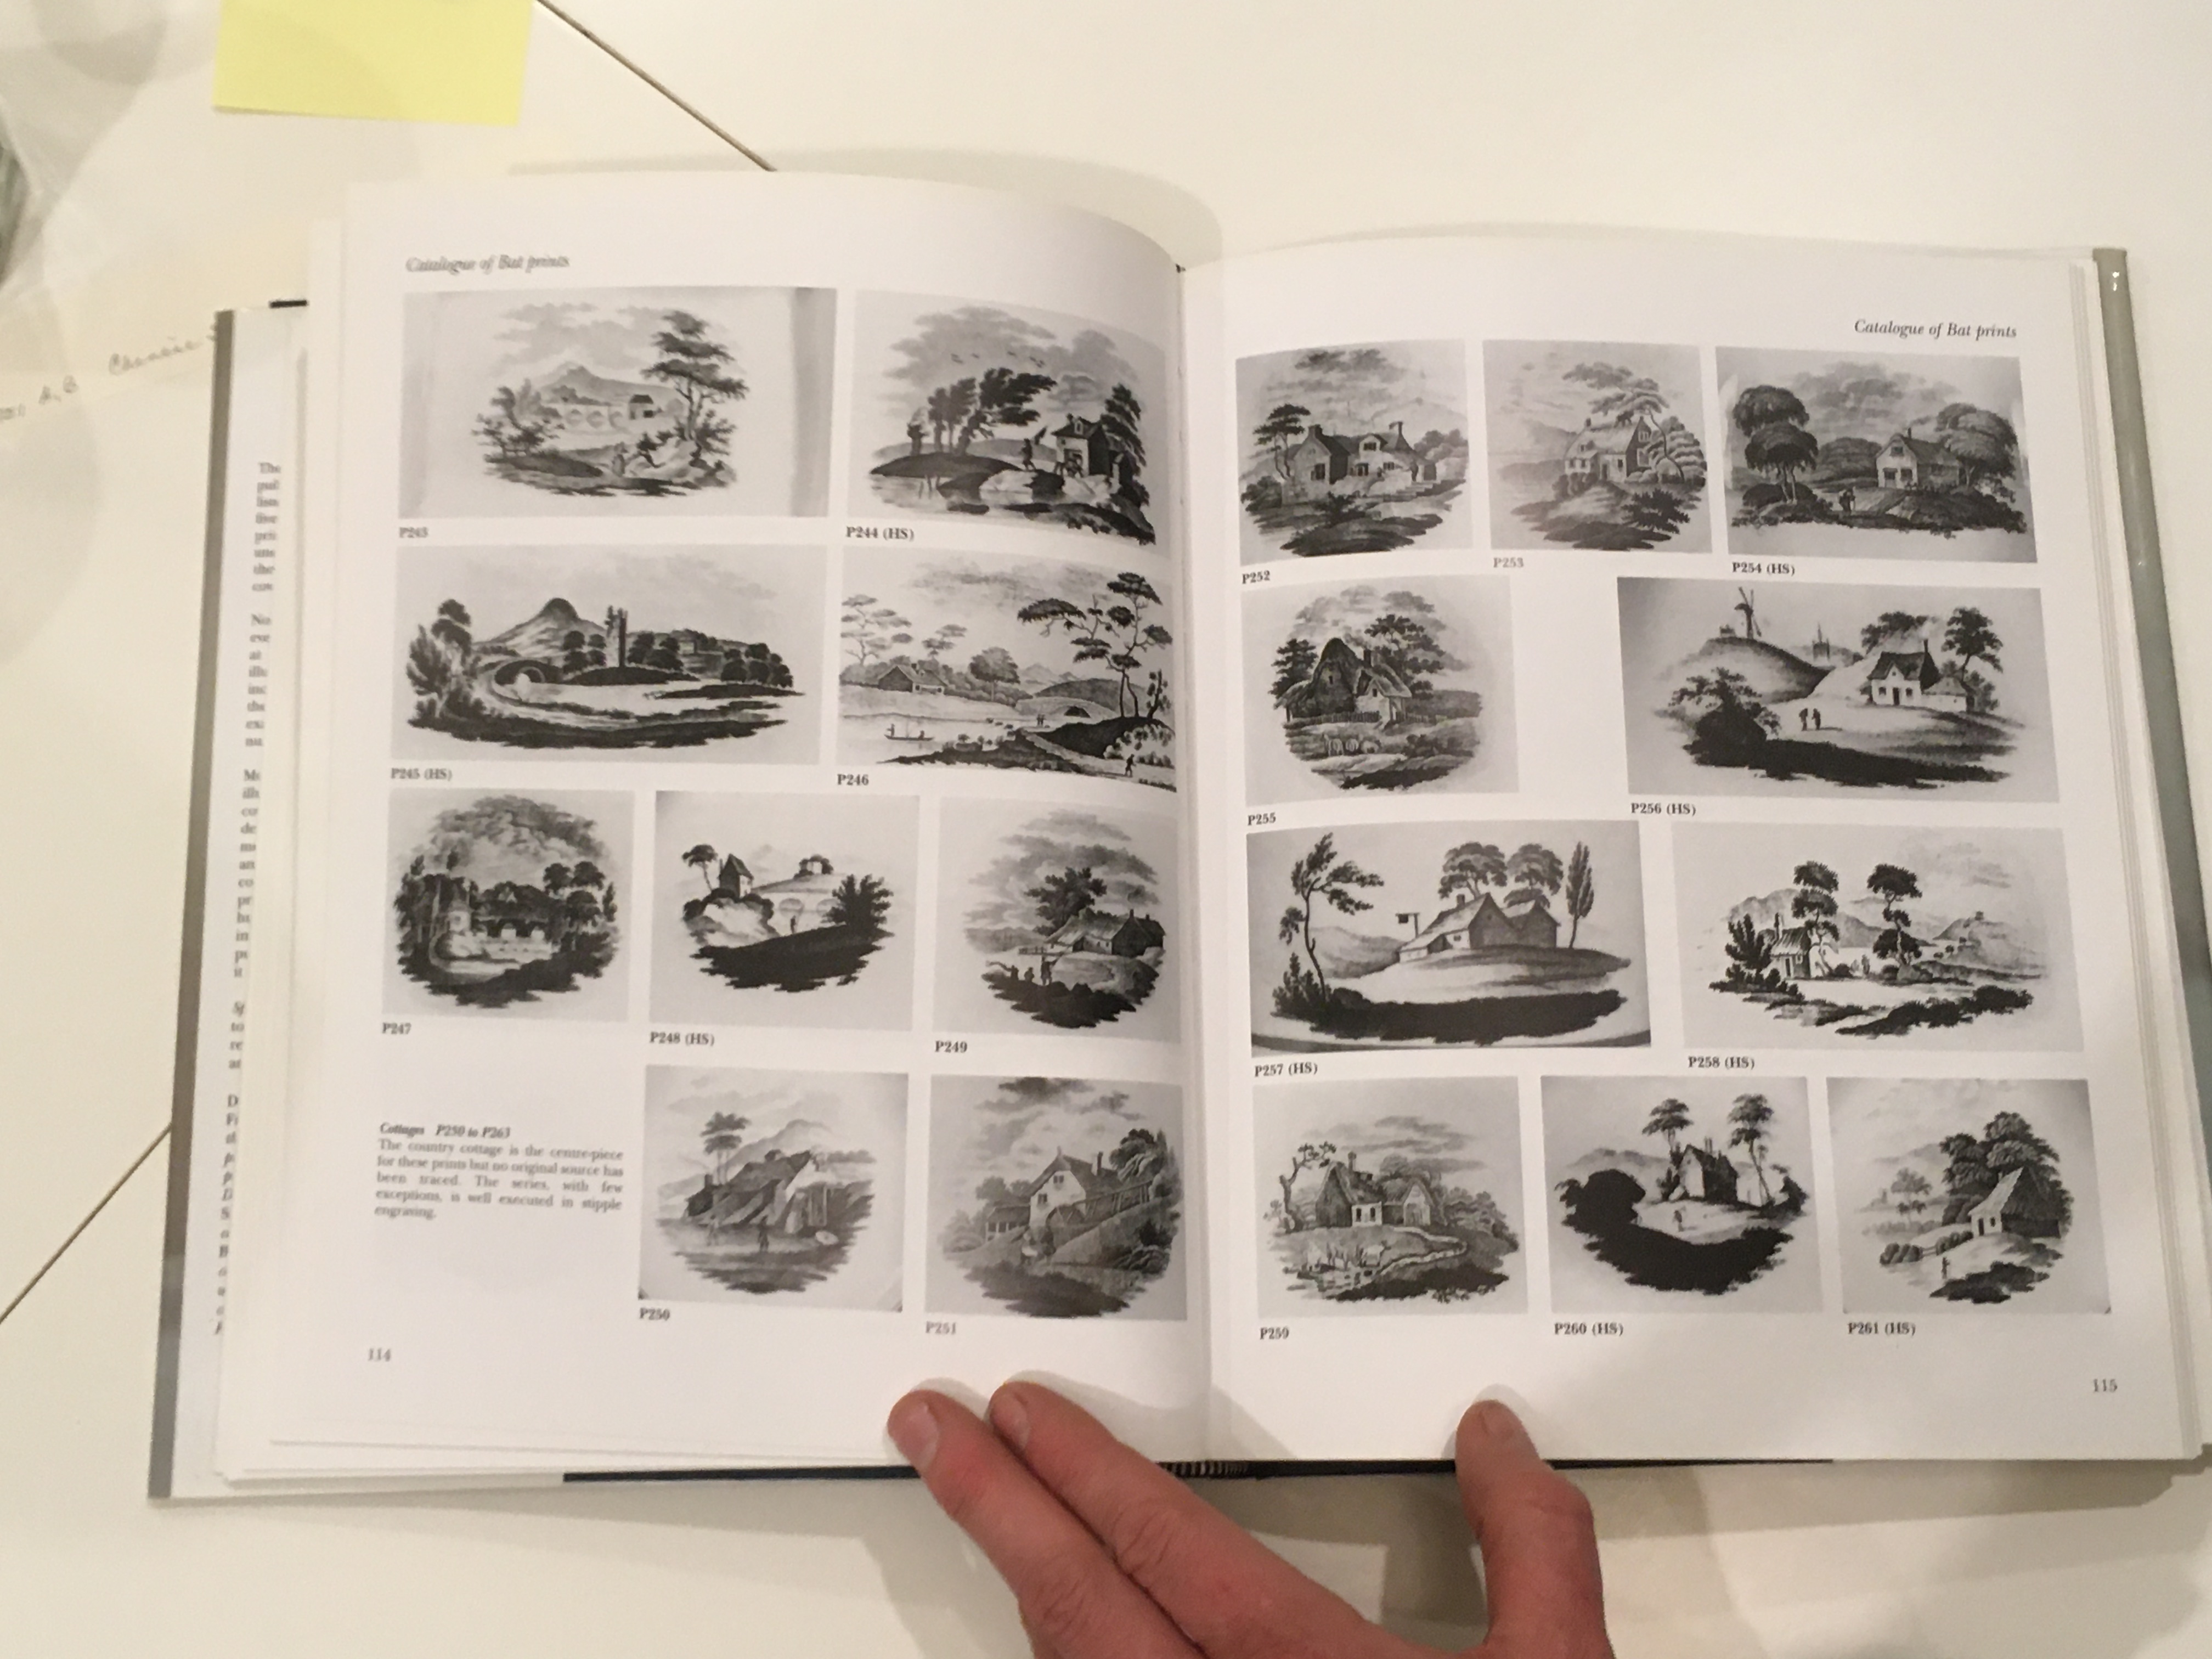 Catalogue of Bat prints
P243
P244 (HS)
P245 (HS)
P246
P247
P248 (HS)
P249
Cottages P250 to P263
The country cottage is the centre-piece
for these prints but no original source has
been traced. The series, with few
exceptions, is well executed in stipple
engraving.
P250
P251
114
Catalogue of Bat prints
P252
P253
P254 (HS)
P255
P256 (HS)
P257 (HS)
P258 (HS)
P259
P260 (HS)
P261 (HS)
115